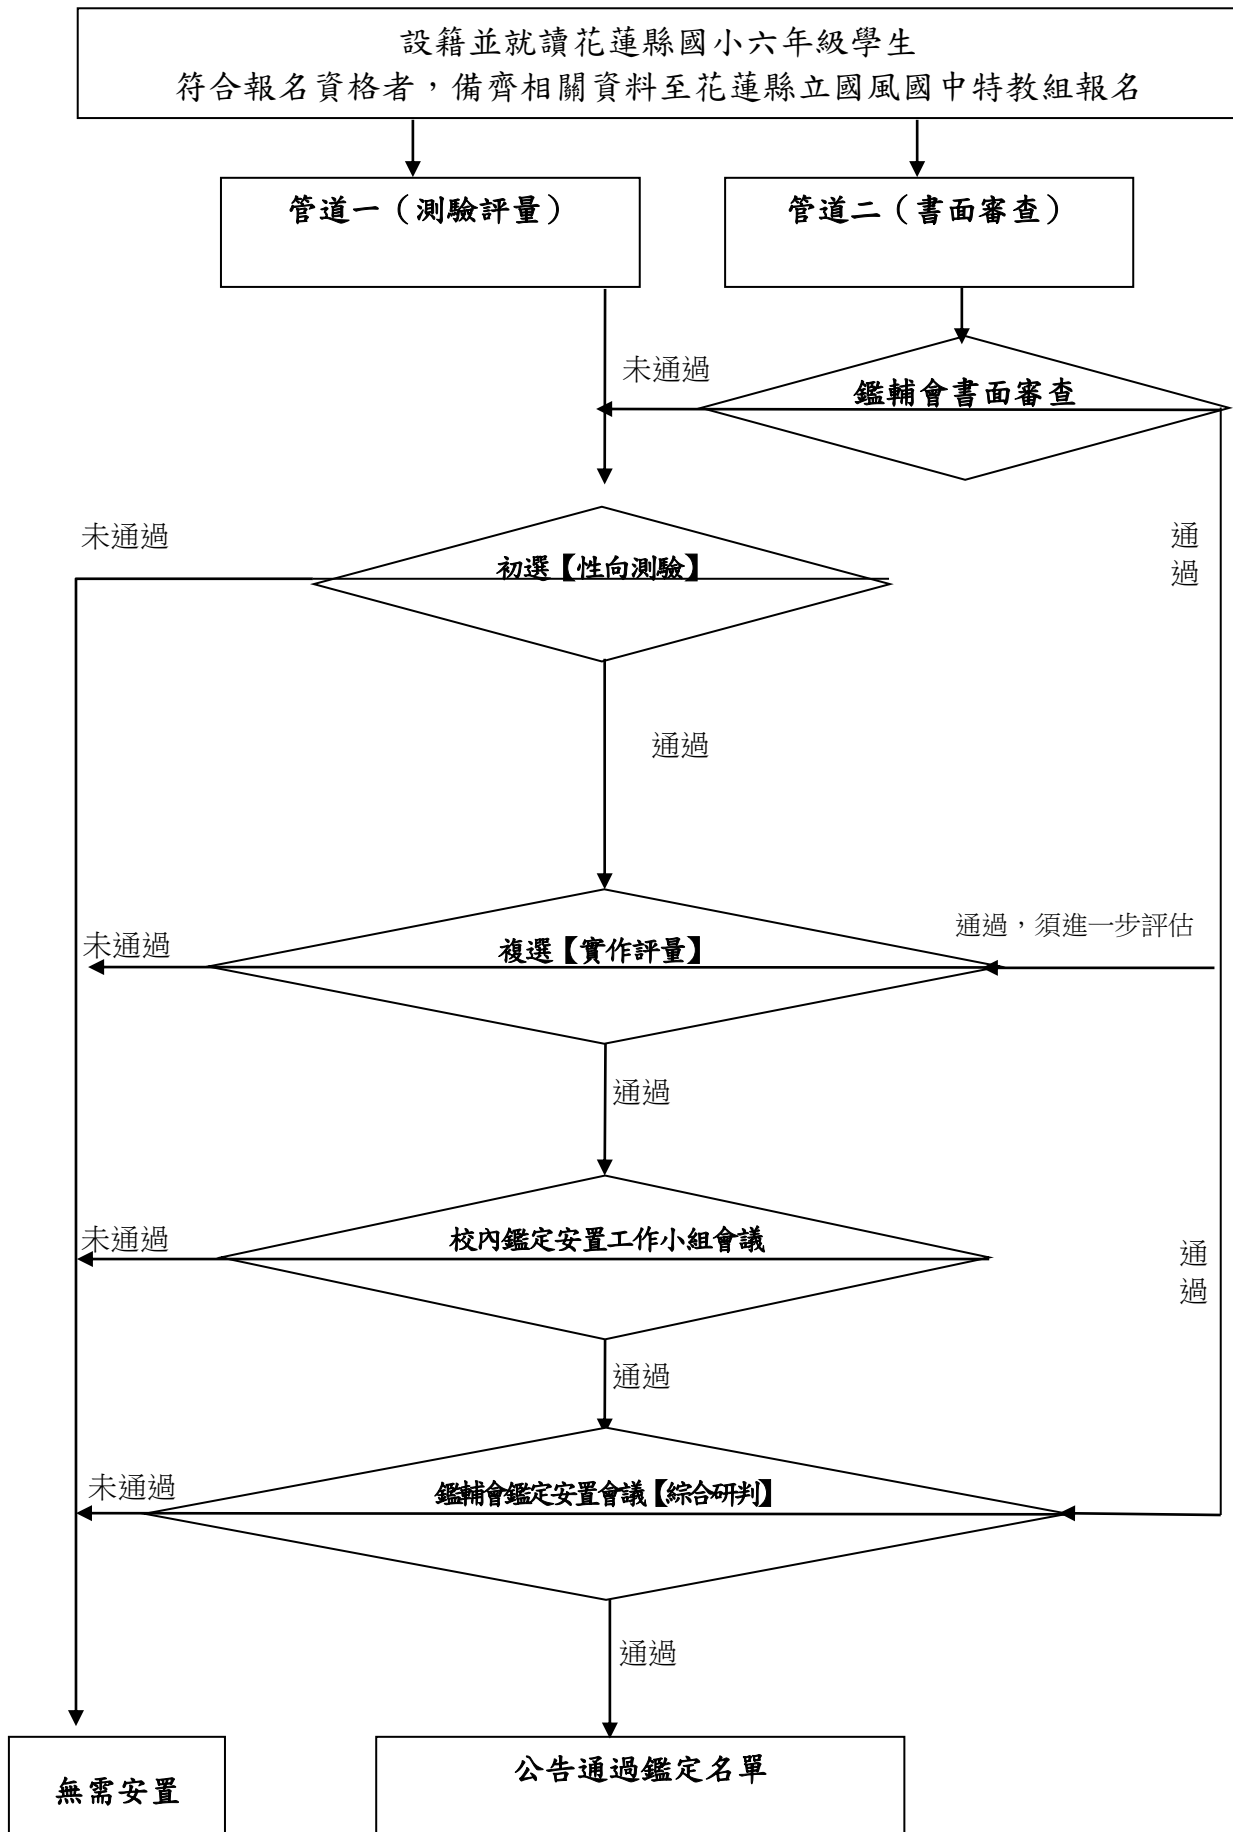 設籍並就讀花蓮縣國小六年級學生
符合報名資格者，備齊相關資料至花蓮縣立國風國中特教組報名
管道一（測驗評量）
管道二（書面審查）
未通過
鑑輔會書面審查
未通過
初選【性向測驗】
通
過
通過
未通過
複選【實作評量】
通過，須進一步評估
通過
未通過
校內鑑定安置工作小組會議
通
過
通過
未通過
鑑輔會鑑定安置會議【綜合研判】
通過
無需安置
公告通過鑑定名單